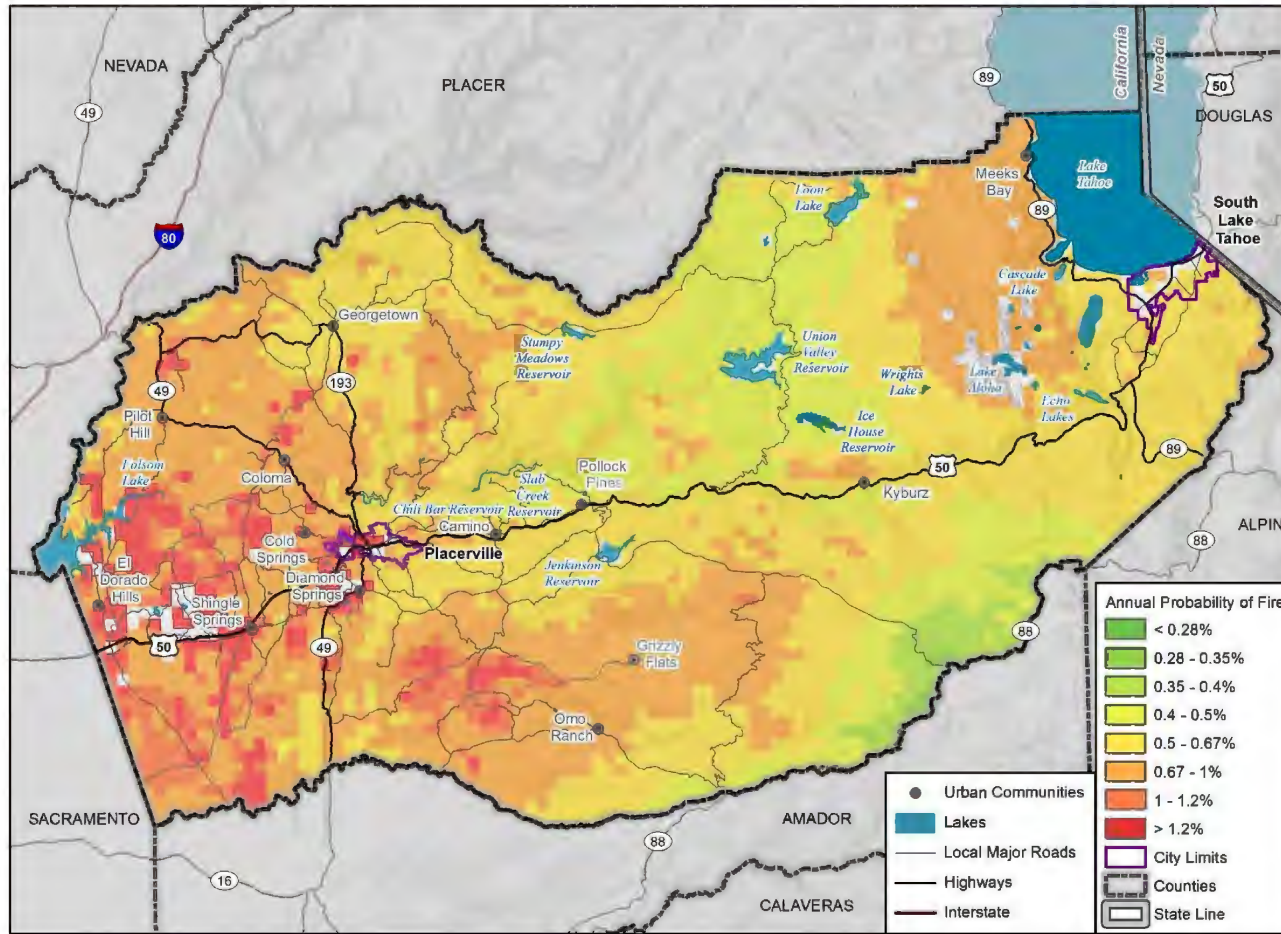 NEVADA
PLACER
89
California
Nevada
50
DOUGLAS
49
Loon
Lake
Meeks
Bay
Lake
Tahoe
89
South
Lake
Tahoe
80
Cascade
Lake
Georgetown
Stumpy
Meadows
Reservoir
Union
Valley
Reservoir
193
Wrights
Lake
Lake
Aloha
Echo
Lakes
49
Pilot
Hill
Ice
House
Reservoir
89
Folsom
Lake
Coloma
50
Pollock
Pines
Slab
Creek
Reservoir
Kyburz
Chili Bar Reservoir
Camino
ALPIN
88
Cold
Springs
Placerville
Jenkinson
Reservoir
El
Dorado
Hills
Diamond
Springs
Shingle
Springs
50
49
88
Grizzly
Flats
Omo
Ranch
SACRAMENTO
AMADOR
88
16
CALAVERAS
Urban Communities
Lakes
Local Major Roads
Highways
Interstate
Annual Probability of Fire
< 0.28%
0.28 - 0.35%
0.35 - 0.4%
0.4 - 0.5%
0.5 - 0.67%
0.67 - 1%
1 - 1.2%
> 1.2%
City Limits
Counties
State Line